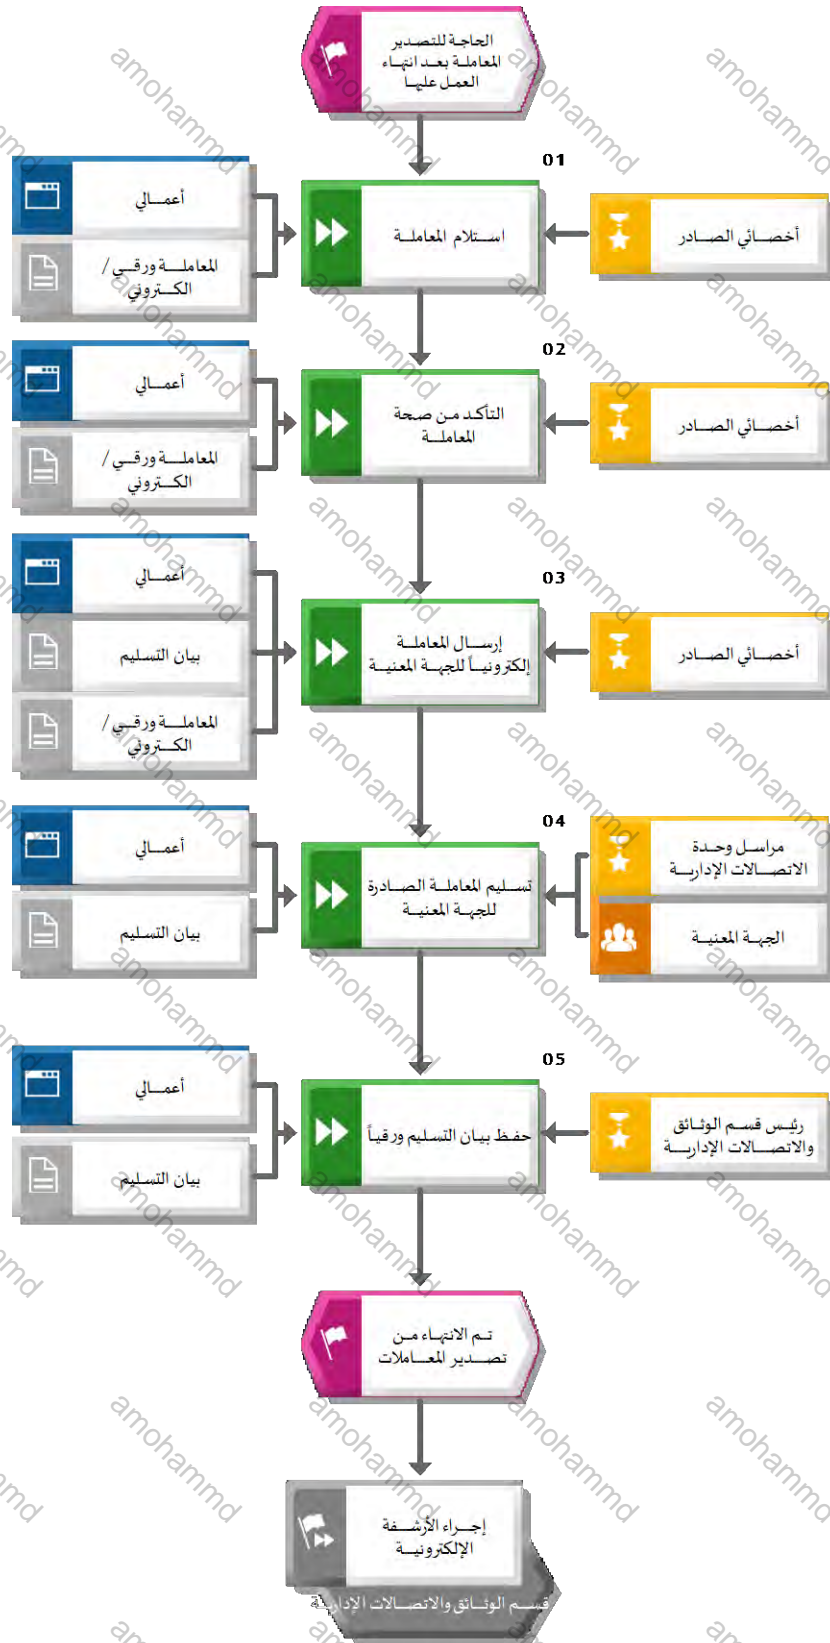 الحاجة للتصدير
المعاملة بعد انتهاء
العمل عليها
01
أخصائي الصادر
استلام المعاملة
أعمالي
المعاملة ورقي /
الكتروني
02
أخصائي الصادر
التأكد من صحة
المعاملة
أعمالي
المعاملة ورقي /
الكتروني
03
أخصائي الصادر
إرسال المعاملة
إلكترونياً للجهة المعنية
أعمالي
بيان التسليم
المعاملة ورقي /
الكتروني
04
مراسل وحدة
الاتصالات الإدارية
الجهة المعنية
تسليم المعاملة الصادرة
للجهة المعنية
أعمالي
بيان التسليم
05
رئيس قسم الوثائق
والاتصالات الإدارية
حفظ بيان التسليم ورقياً
أعمالي
بيان التسليم
تم الانتهاء من
تصدير المعاملات
إجراء الأرشفة
الإلكترونية
قسم الوثائق والاتصالات الإدارية
amohammd